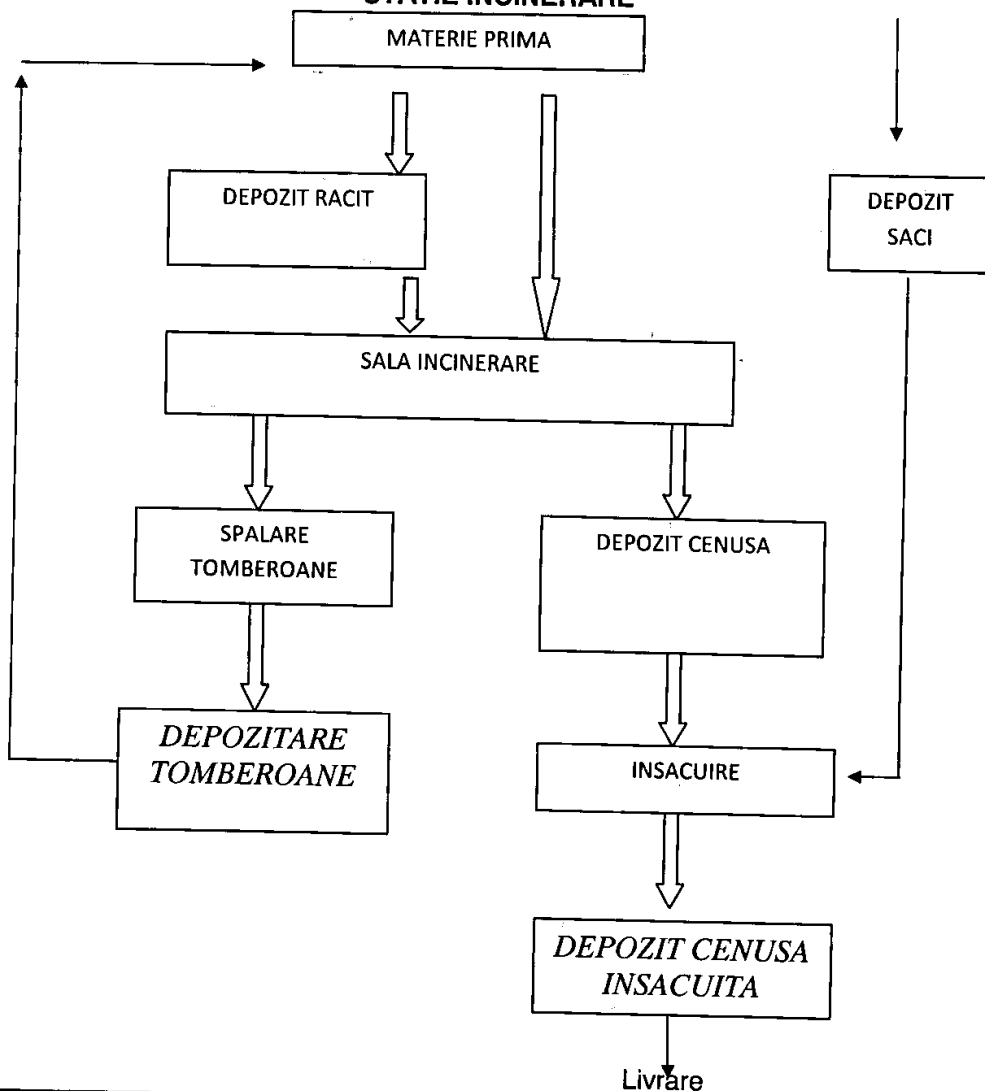 MATERIE PRIMA
DEPOZIT RACIT
DEPOZIT
SACI
SALA INCINERARE
SPALARE
TOMBEROANE
DEPOZIT CENUSA
DEPOZITARE
TOMBEROANE
INSACUIRE
DEPOZIT CENUSA
INSACUITA
Livrare